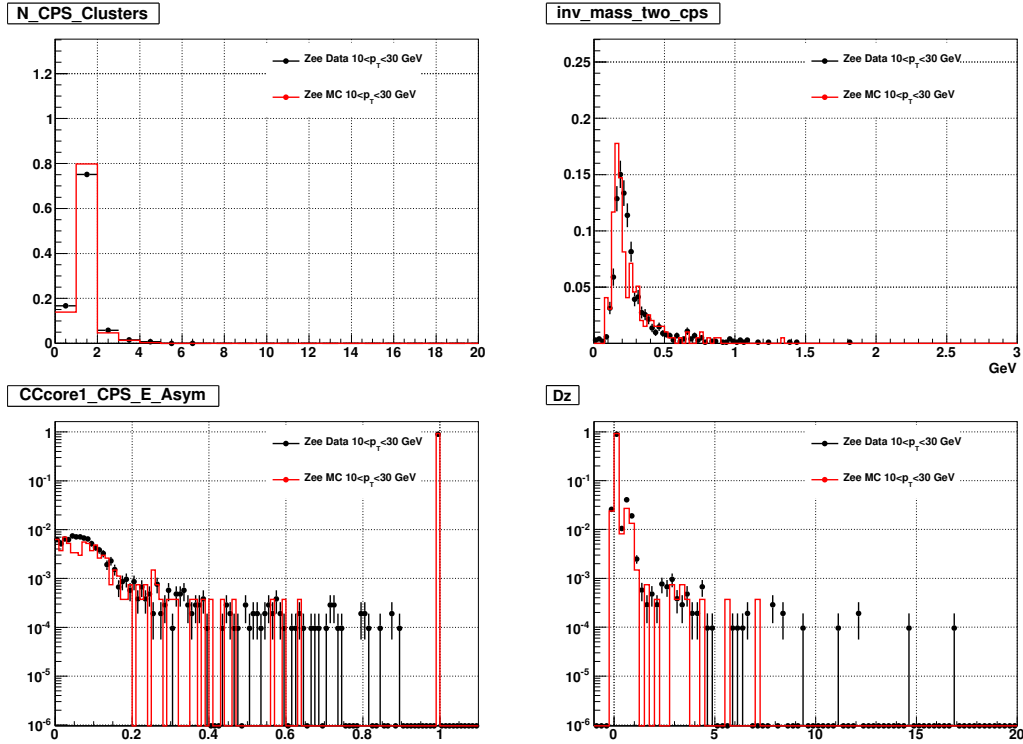 N_CPS_Clusters
Zee Data 10<p_T<30 GeV
Zee MC 10<p_T<30 GeV
1.2
1
0.8
0.6
0.4
0.2
0
0 2 4 6 8 10 12 14 16 18 20
inv_mass_two_cps
Zee Data 10<p_T<30 GeV
Zee MC 10<p_T<30 GeV
0.25
0.2
0.15
0.1
0.05
0
0 0.5 1 1.5 2 2.5 3
GeV
CCcore1_CPS_E_Asym
Zee Data 10<p_T<30 GeV
Zee MC 10<p_T<30 GeV
1
10^-1
10^-2
10^-3
10^-4
10^-5
10^-6
0 0.2 0.4 0.6 0.8 1
Dz
Zee Data 10<p_T<30 GeV
Zee MC 10<p_T<30 GeV
1
10^-1
10^-2
10^-3
10^-4
10^-5
10^-6
0 5 10 15 20